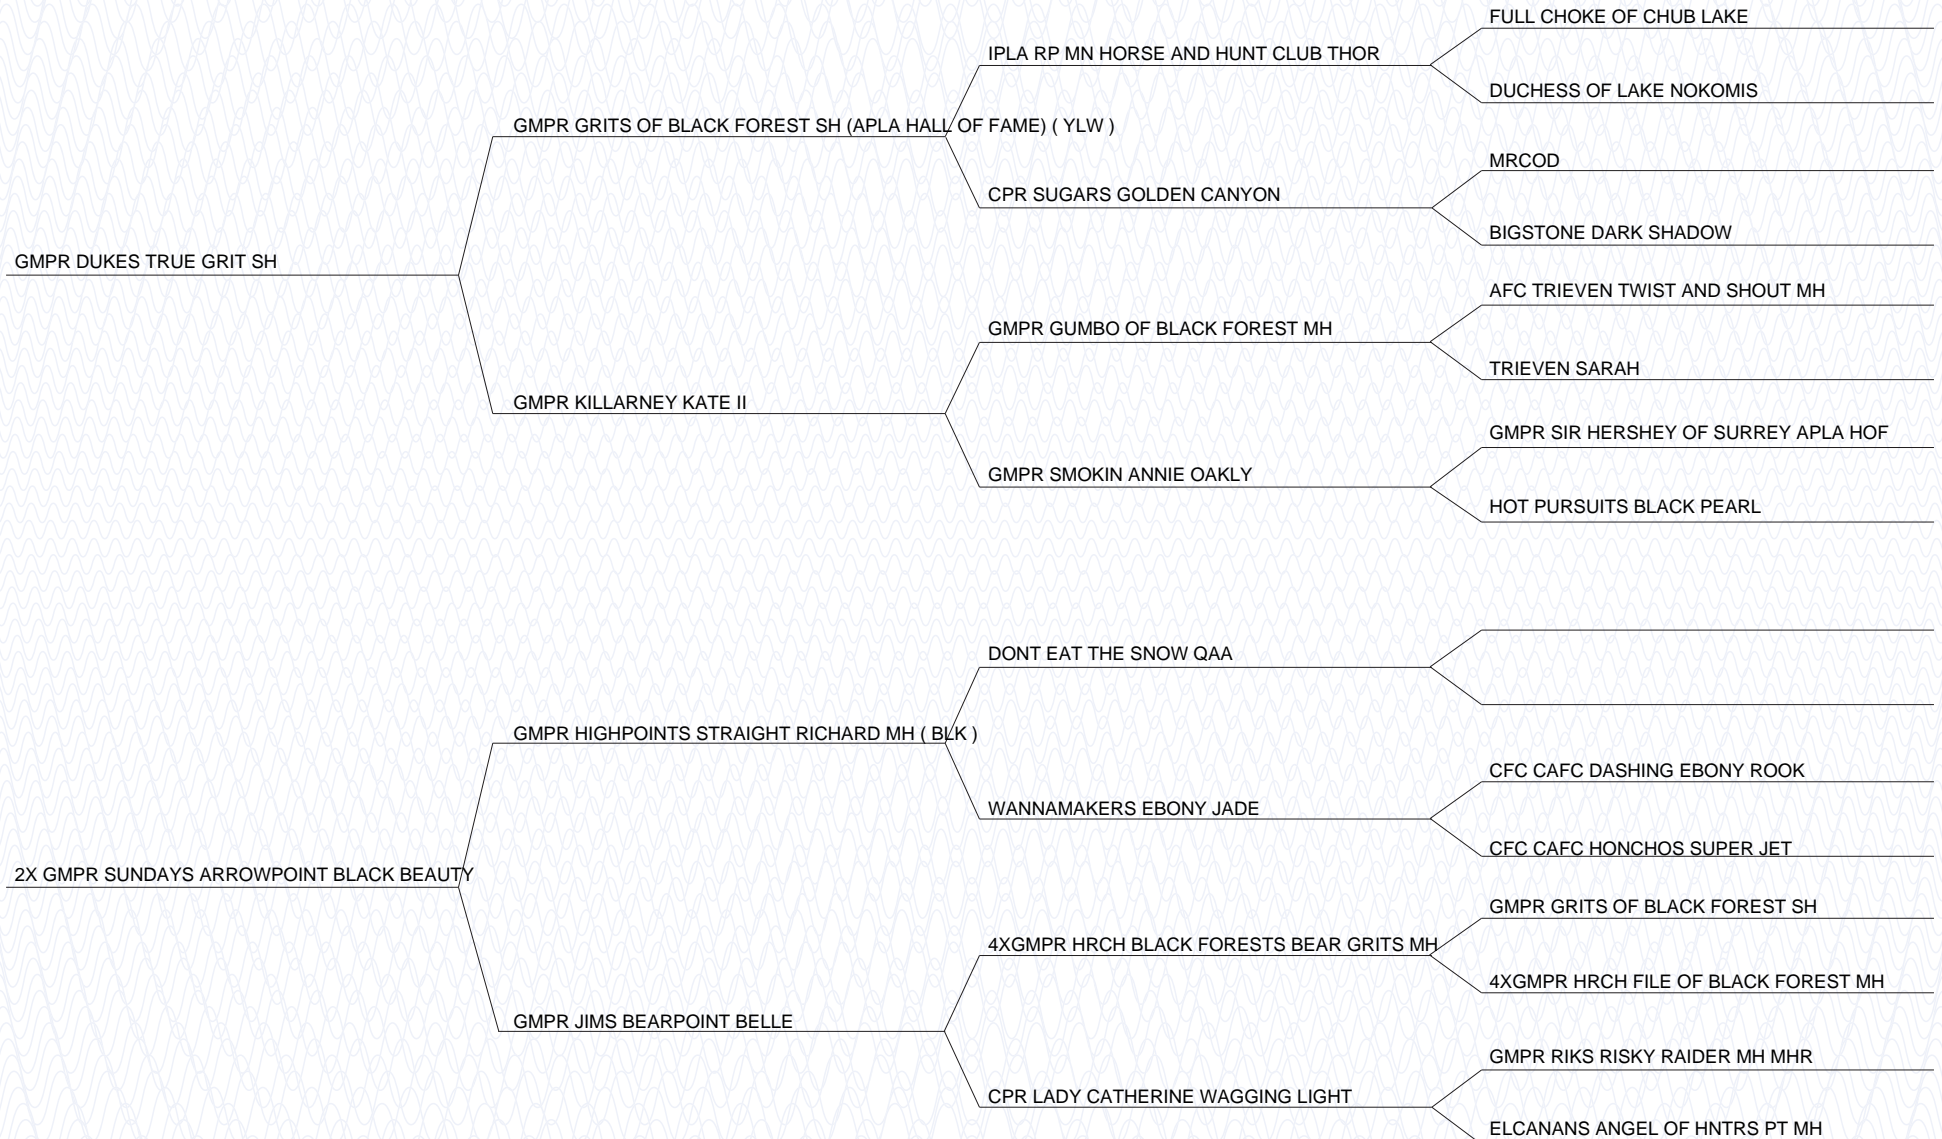 FULL CHOKE OF CHUB LAKE
IPLA RP MN HORSE AND HUNT CLUB THOR
DUCHESS OF LAKE NOKOMIS
GMPR GRITS OF BLACK FOREST SH (APLA HALL OF FAME) ( YLW )
MRCOD
CPR SUGARS GOLDEN CANYON
BIGSTONE DARK SHADOW
GMPR DUKES TRUE GRIT SH
AFC TRIEVEN TWIST AND SHOUT MH
GMPR GUMBO OF BLACK FOREST MH
TRIEVEN SARAH
GMPR KILLARNEY KATE II
GMPR SIR HERSHEY OF SURREY APLA HOF
GMPR SMOKIN ANNIE OAKLY
HOT PURSUITS BLACK PEARL
DONT EAT THE SNOW QAA
GMPR HIGHPOINTS STRAIGHT RICHARD MH ( BLK )
CFC CAFC DASHING EBONY ROOK
WANNAMAKERS EBONY JADE
CFC CAFC HONCHOS SUPER JET
2X GMPR SUNDAYS ARROWPOINT BLACK BEAUTY
GMPR GRITS OF BLACK FOREST SH
4XGMPR HRCH BLACK FORESTS BEAR GRITS MH
4XGMPR HRCH FILE OF BLACK FOREST MH
GMPR JIMS BEARPOINT BELLE
GMPR RIKS RISKY RAIDER MH MHR
CPR LADY CATHERINE WAGGING LIGHT
ELCANANS ANGEL OF HNTRS PT MH